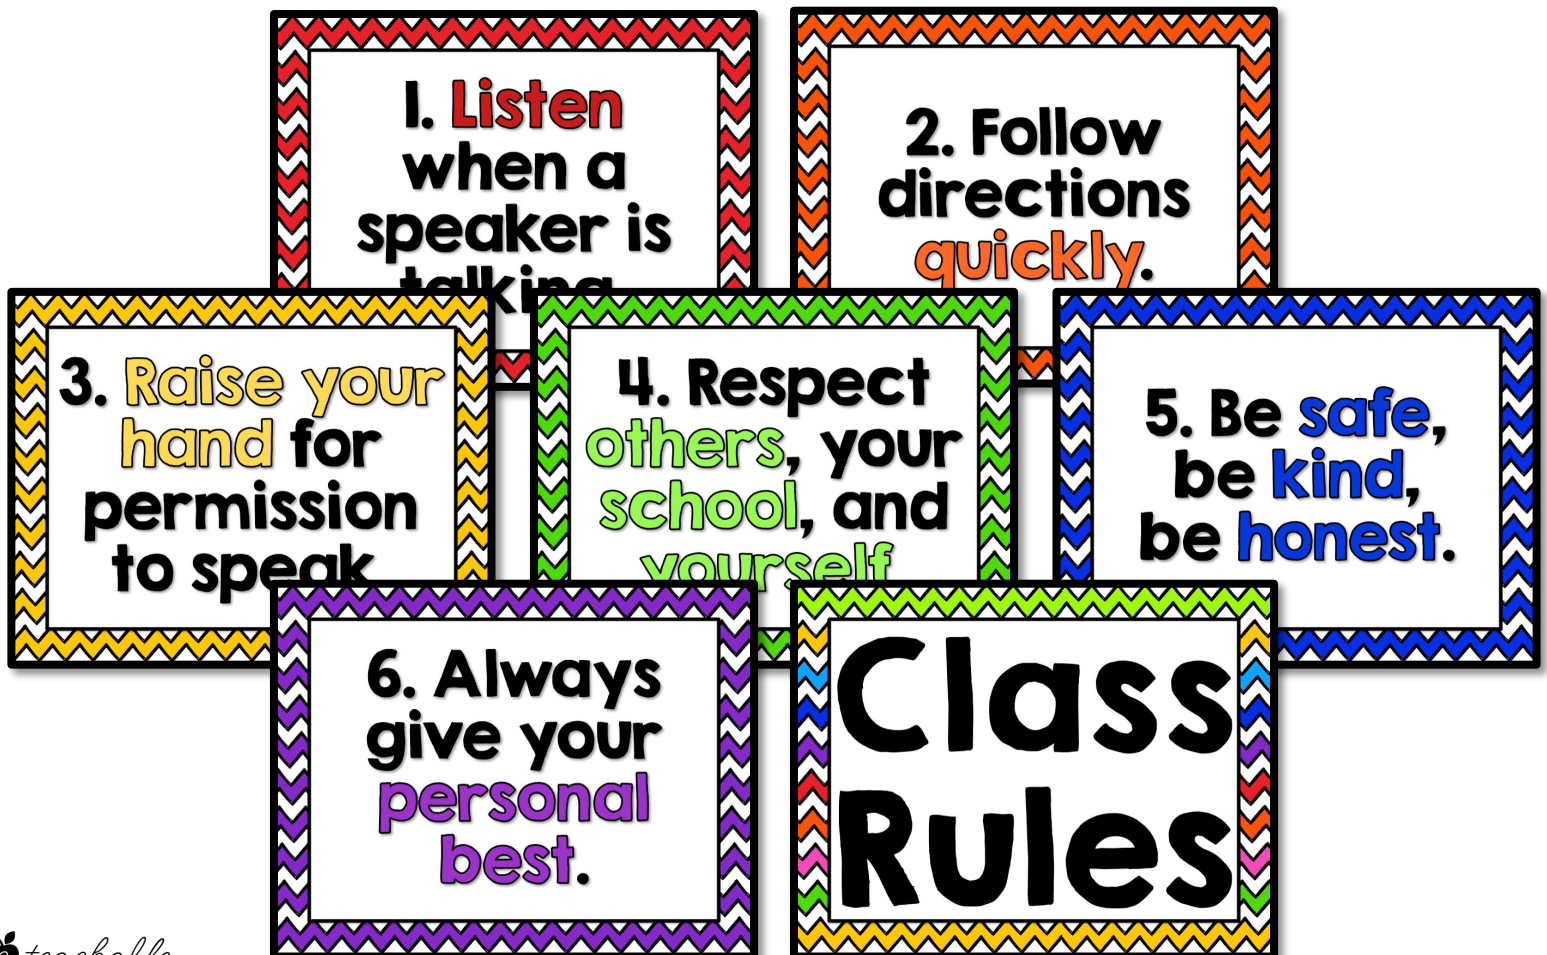 1. Listen
when a
speaker is
talking
2. Follow
directions
quickly.
3. Raise your
hand for
permission
to speak
4. Respect
others, your
school, and
yourself
5. Be safe,
be kind,
be honest.
6. Always
give your
personal
best.
Class
Rules